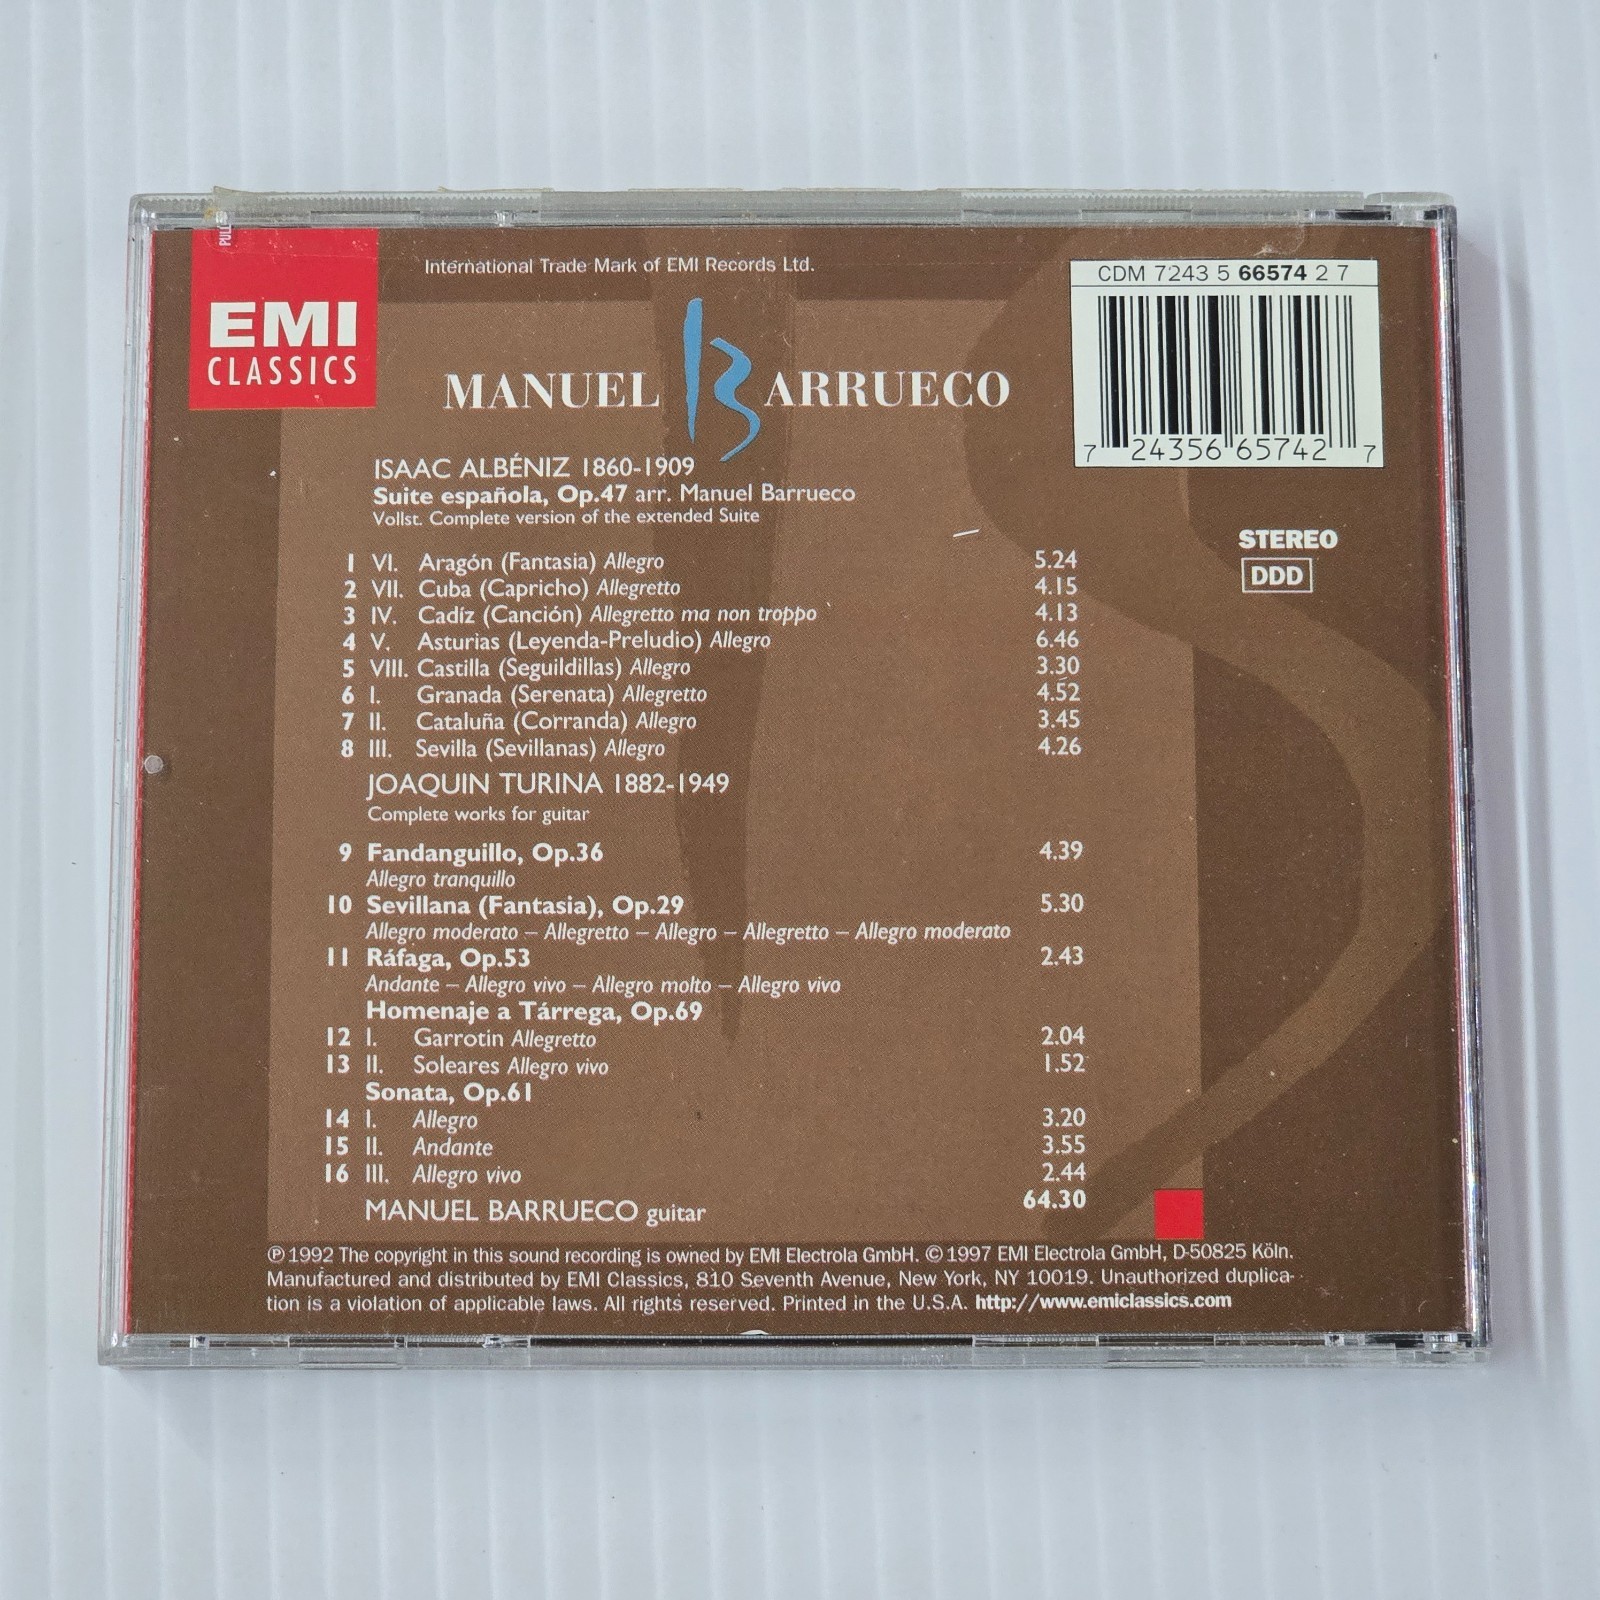 PUL
EMI
CLASSICS
International Trade Mark of EMI Records Ltd.
CDM 7243 5 66574 2 7
7 24356 65742 7
MANUEL BARRUECO
STEREO
DDD
ISAAC ALBÉNIZ 1860-1909
Suite española, Op.47 arr. Manuel Barrueco
Vollst. Complete version of the extended Suite
1 VI. Aragón (Fantasia) Allegro 5.24
2 VII. Cuba (Capricho) Allegretto 4.15
3 IV. Cadíz (Canción) Allegretto ma non troppo 4.13
4 V. Asturias (Leyenda-Preludio) Allegro 6.46
5 VIII. Castilla (Seguildillas) Allegro 3.30
6 I. Granada (Serenata) Allegretto 4.52
7 II. Cataluña (Corranda) Allegro 3.45
8 III. Sevilla (Sevillanas) Allegro 4.26
JOAQUIN TURINA 1882-1949
Complete works for guitar
9 Fandanguillo, Op.36 4.39
Allegro tranquillo
10 Sevillana (Fantasia), Op.29 5.30
Allegro moderato – Allegretto – Allegro – Allegretto – Allegro moderato
11 Ráfaga, Op.53 2.43
Andante – Allegro vivo – Allegro molto – Allegro vivo
Homenaje a Tárrega, Op.69
12 I. Garrotin Allegretto 2.04
13 II. Soleares Allegro vivo 1.52
Sonata, Op.61
14 I. Allegro 3.20
15 II. Andante 3.55
16 III. Allegro vivo 2.44
64.30
MANUEL BARRUECO guitar
℗ 1992 The copyright in this sound recording is owned by EMI Electrola GmbH. © 1997 EMI Electrola GmbH, D-50825 Köln.
Manufactured and distributed by EMI Classics, 810 Seventh Avenue, New York, NY 10019. Unauthorized duplica-
tion is a violation of applicable laws. All rights reserved. Printed in the U.S.A. http://www.emiclassics.com